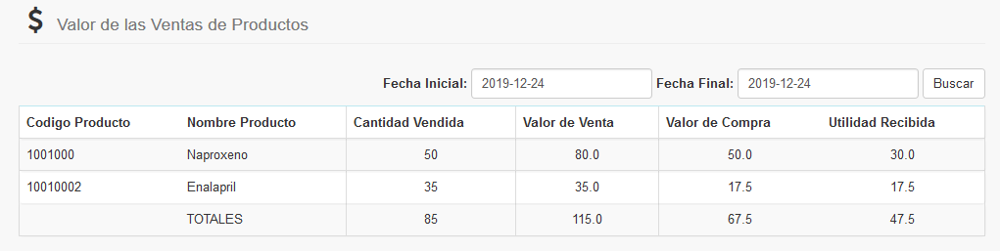 $ Valor de las Ventas de Productos
Fecha Inicial: 2019-12-24 Fecha Final: 2019-12-24 Buscar
Codigo Producto Nombre Producto Cantidad Vendida Valor de Venta Valor de Compra Utilidad Recibida
1001000 Naproxeno 50 80.0 50.0 30.0
10010002 Enalapril 35 35.0 17.5 17.5
TOTALES 85 115.0 67.5 47.5